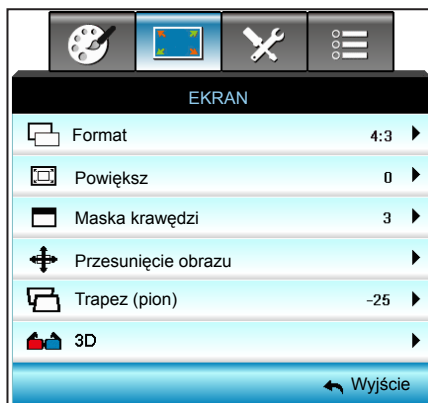 EKRAN
Format 4:3
Powiększ 0
Maska krawędzi 3
Przesunięcie obrazu
Trapez (pion) -25
3D
Wyjście